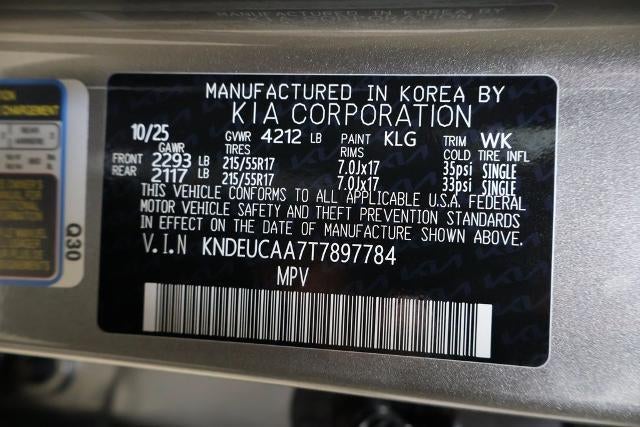 MANUFACTURED IN KOREA BY
KIA CORPORATION
10/25 GVWR 4212 LB PAINT KLG TRIM WK
GAWR TIRES RIMS COLD TIRE INFL
FRONT 2293 LB 215/55R17 7.0Jx17 35psi SINGLE
REAR 2117 LB 215/55R17 7.0Jx17 33psi SINGLE
THIS VEHICLE CONFORMS TO ALL APPLICABLE U.S.A. FEDERAL
MOTOR VEHICLE SAFETY AND THEFT PREVENTION STANDARDS
IN EFFECT ON THE DATE OF MANUFACTURE SHOWN ABOVE.
V.I.N KNDEUCAA7T7897784
MPV
Q30